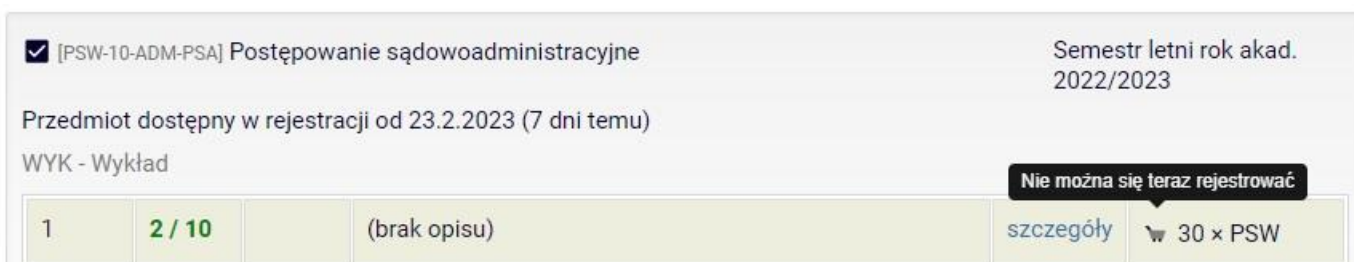 [PSW-10-ADM-PSA] Postępowanie sądowoadministracyjne
Semestr letni rok akad.
2022/2023
Przedmiot dostępny w rejestracji od 23.2.2023 (7 dni temu)
WYK - Wykład
Nie można się teraz rejestrować
1 2 / 10 (brak opisu) szczegóły 30 × PSW